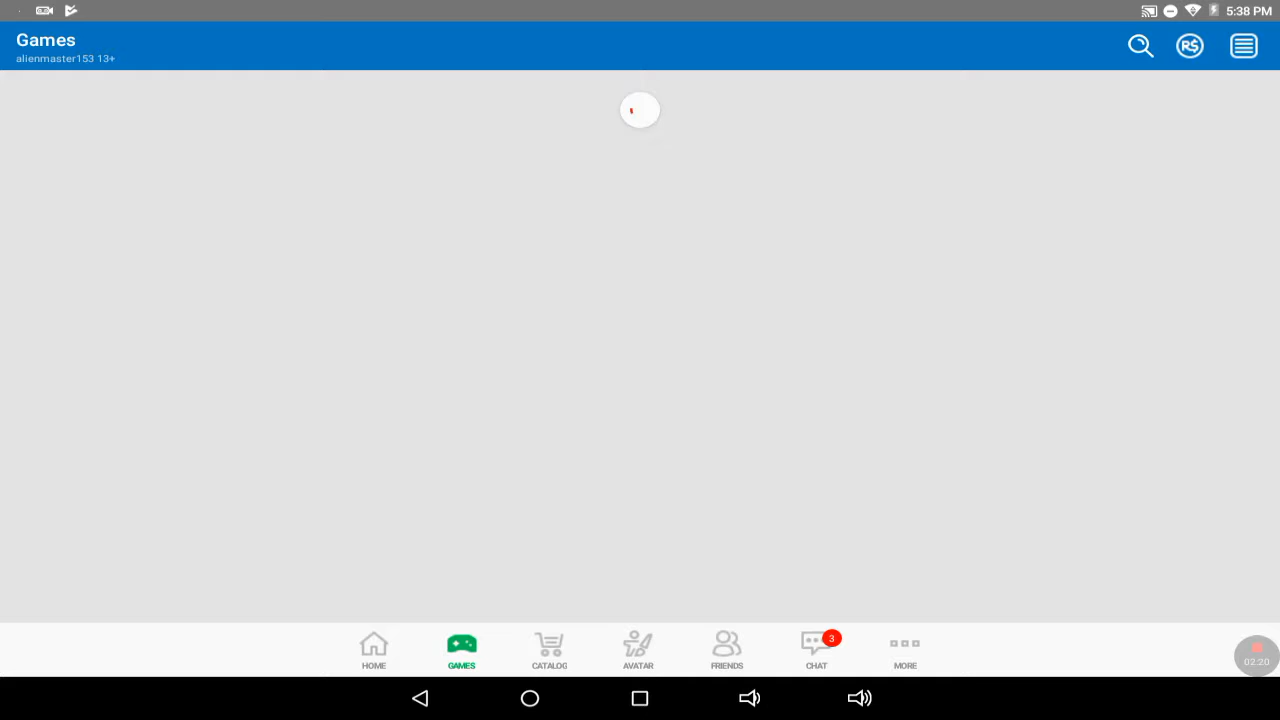 5:38 PM
Games
alienmaster153 13+
R$
HOME
GAMES
CATALOG
AVATAR
FRIENDS
3
CHAT
MORE
02:20